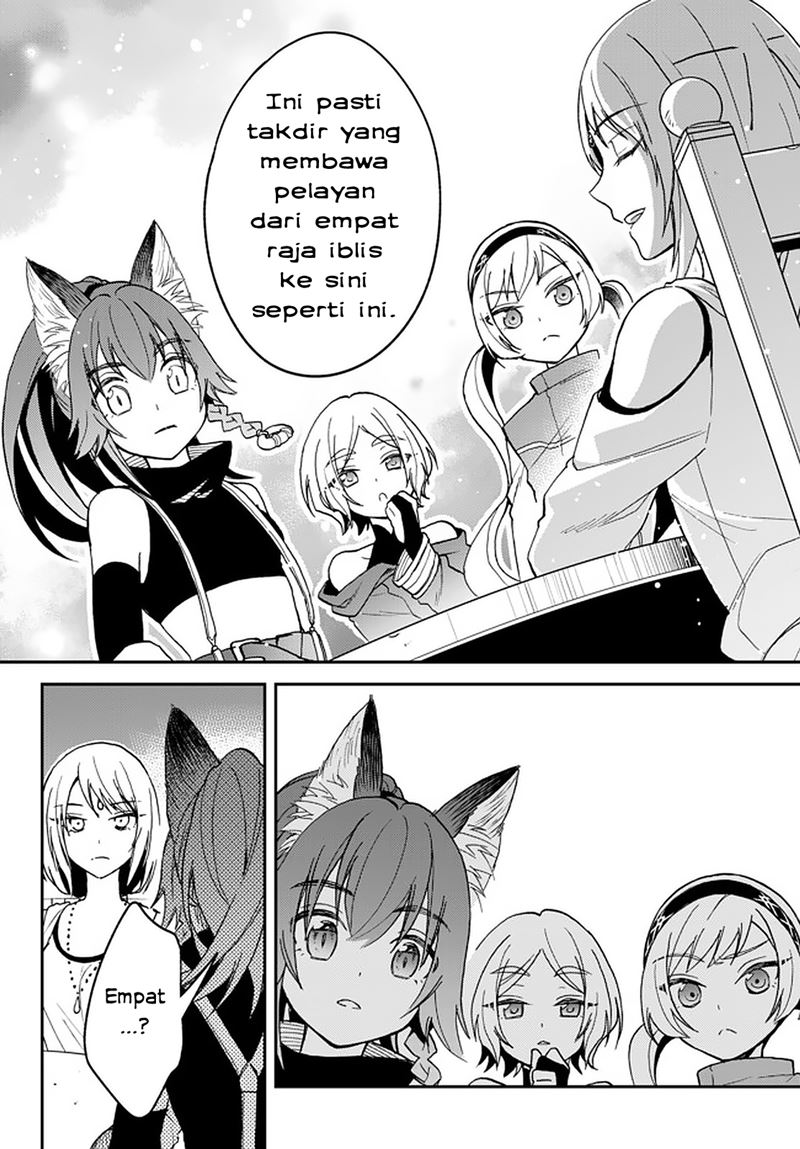 Ini pasti
takdir yang
membawa
pelayan
dari empat
raja iblis
ke sini
seperti ini.
Empat
...?